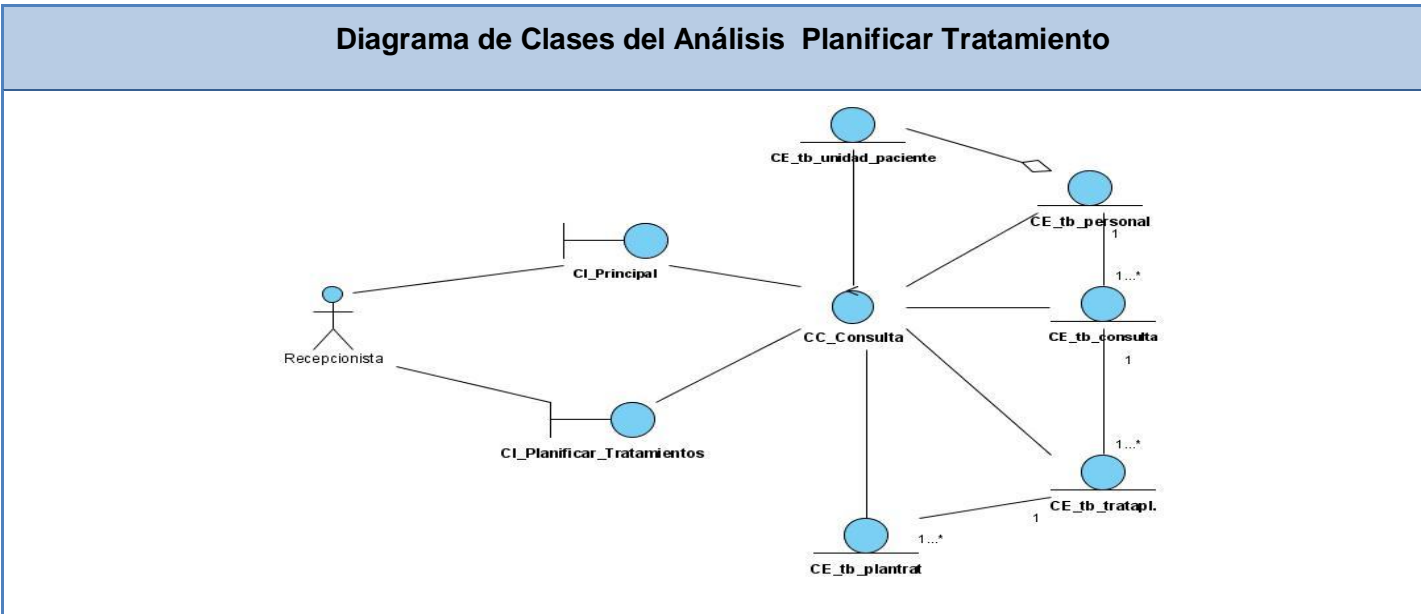 Diagrama de Clases del Análisis Planificar Tratamiento
CE_tb_unidad_paciente
CE_tb_personal
1
CI_Principal
1...*
Recepcionista
CC_Consulta
CE_tb_consulta
1
CI_Planificar_Tratamientos
1...*
CE_tb_tratapl.
1
1...*
CE_tb_plantrat